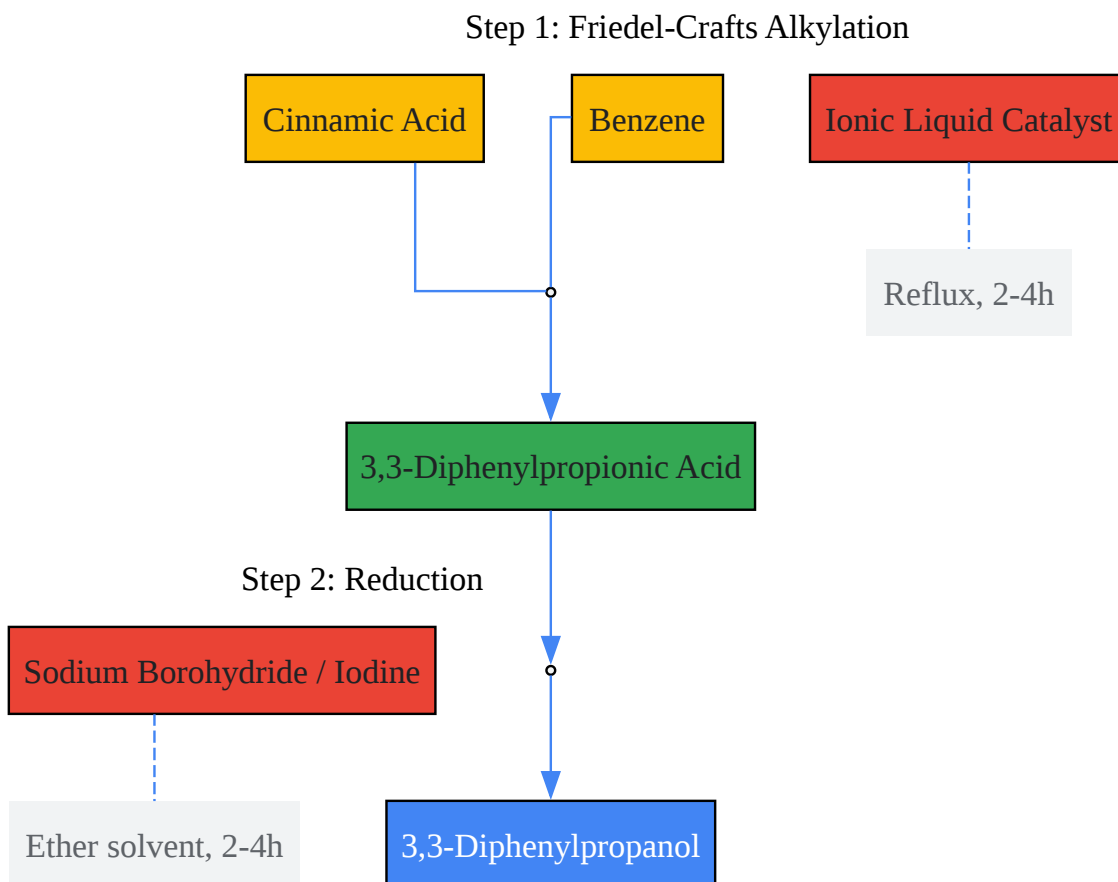 Step 1: Friedel-Crafts Alkylation
Cinnamic Acid
Benzene
Ionic Liquid Catalyst
Reflux, 2-4h
3,3-Diphenylpropionic Acid
Step 2: Reduction
Sodium Borohydride / Iodine
Ether solvent, 2-4h
3,3-Diphenylpropanol